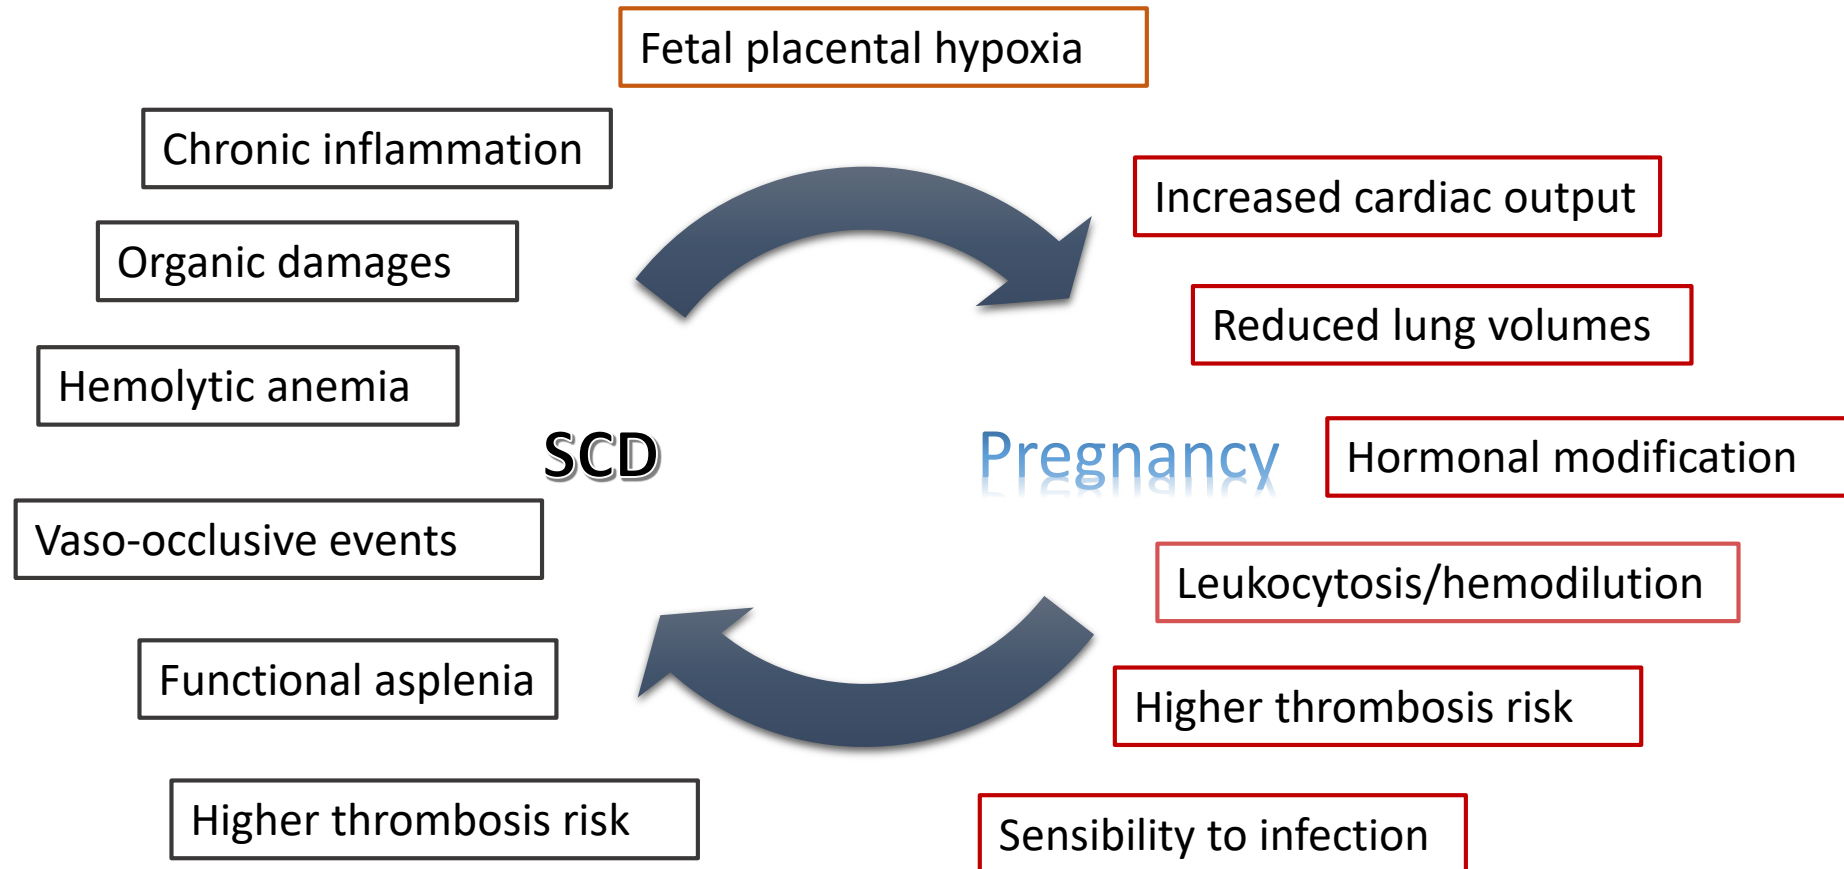 Fetal placental hypoxia
Chronic inflammation
Organic damages
Hemolytic anemia
SCD
Vaso-occlusive events
Functional asplenia
Higher thrombosis risk
Increased cardiac output
Reduced lung volumes
Pregnancy
Hormonal modification
Leukocytosis/hemodilution
Higher thrombosis risk
Sensibility to infection